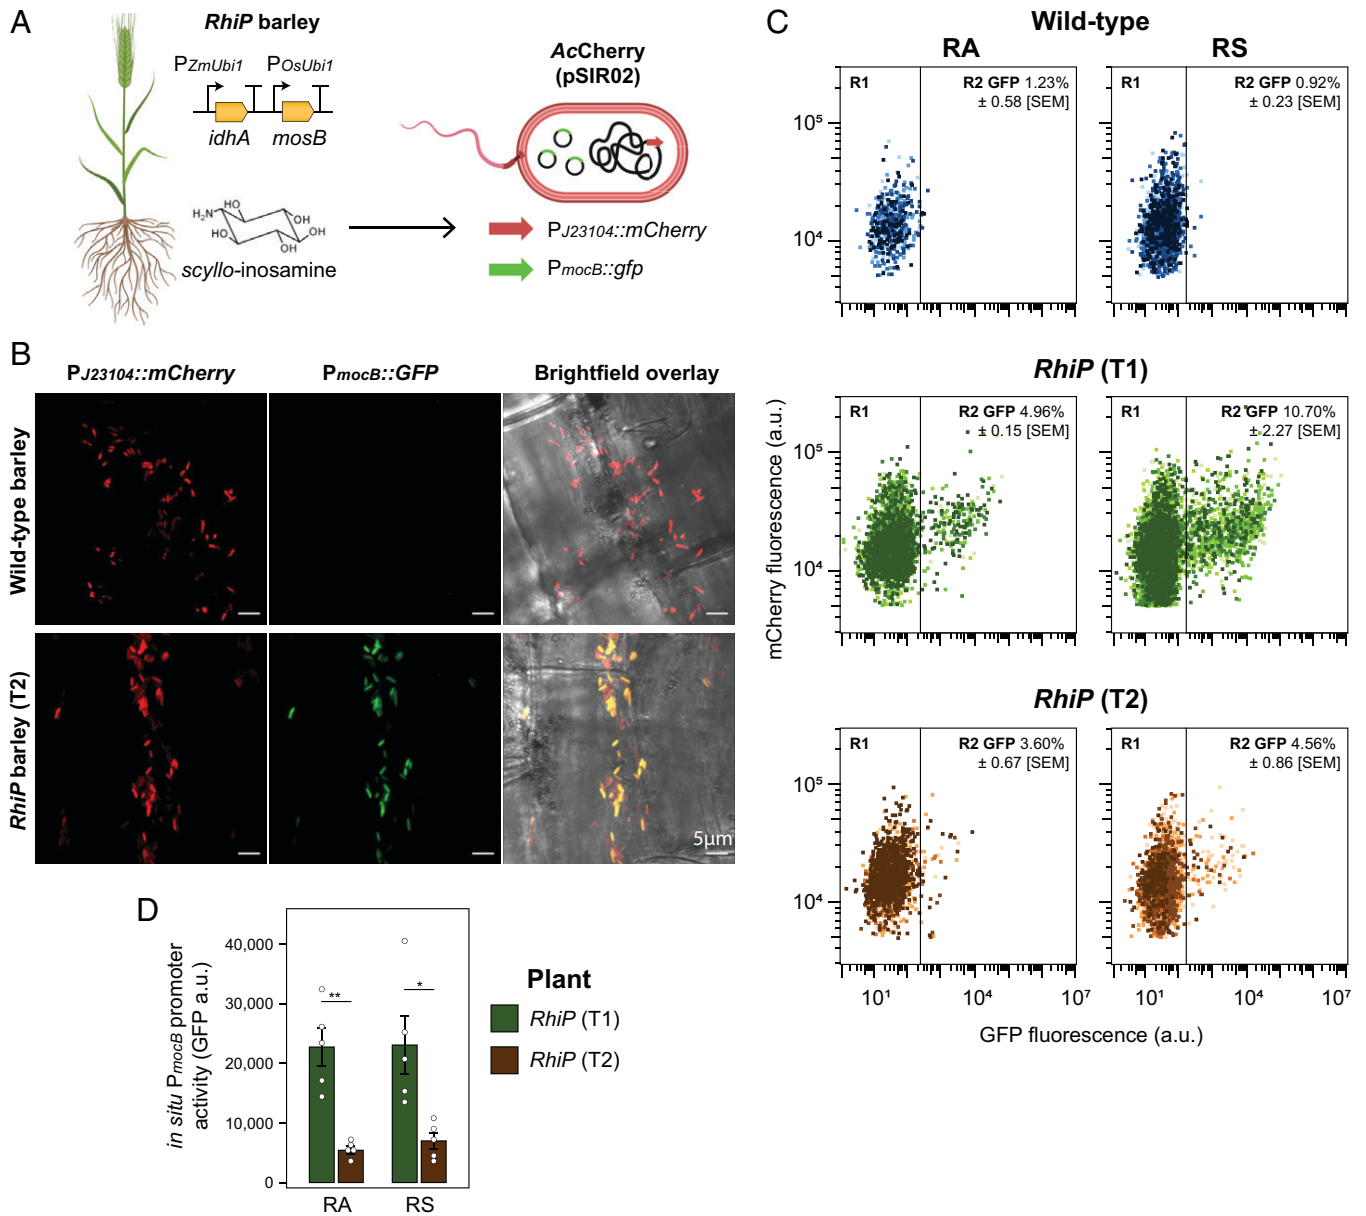 A
RhiP barley
PZmUbi1 POsUbi1
idhA mosB
H2N
HO
HO
OH
OH
OH
scyllo-inosamine
AcCherry
(pSIR02)
PJ23104::mCherry
PmocB::gfp
B
PJ23104::mCherry PmocB::GFP Brightfield overlay
Wild-type barley
RhiP barley (T2)
5µm
C
Wild-type
RA RS
R1 R2 GFP 1.23%
± 0.58 [SEM]
R1 R2 GFP 0.92%
± 0.23 [SEM]
10⁵
10⁴
RhiP (T1)
R1 R2 GFP 4.96%
± 0.15 [SEM]
R1 R2 GFP 10.70%
± 2.27 [SEM]
10⁵
10⁴
mCherry fluorescence (a.u.)
RhiP (T2)
R1 R2 GFP 3.60%
± 0.67 [SEM]
R1 R2 GFP 4.56%
± 0.86 [SEM]
10⁵
10⁴
10¹ 10⁴ 10⁷ 10¹ 10⁴ 10⁷
GFP fluorescence (a.u.)
D
in situ PmocB promoter
activity (GFP a.u.)
40,000
30,000
20,000
10,000
0
**
*
RA RS
Plant
RhiP (T1)
RhiP (T2)